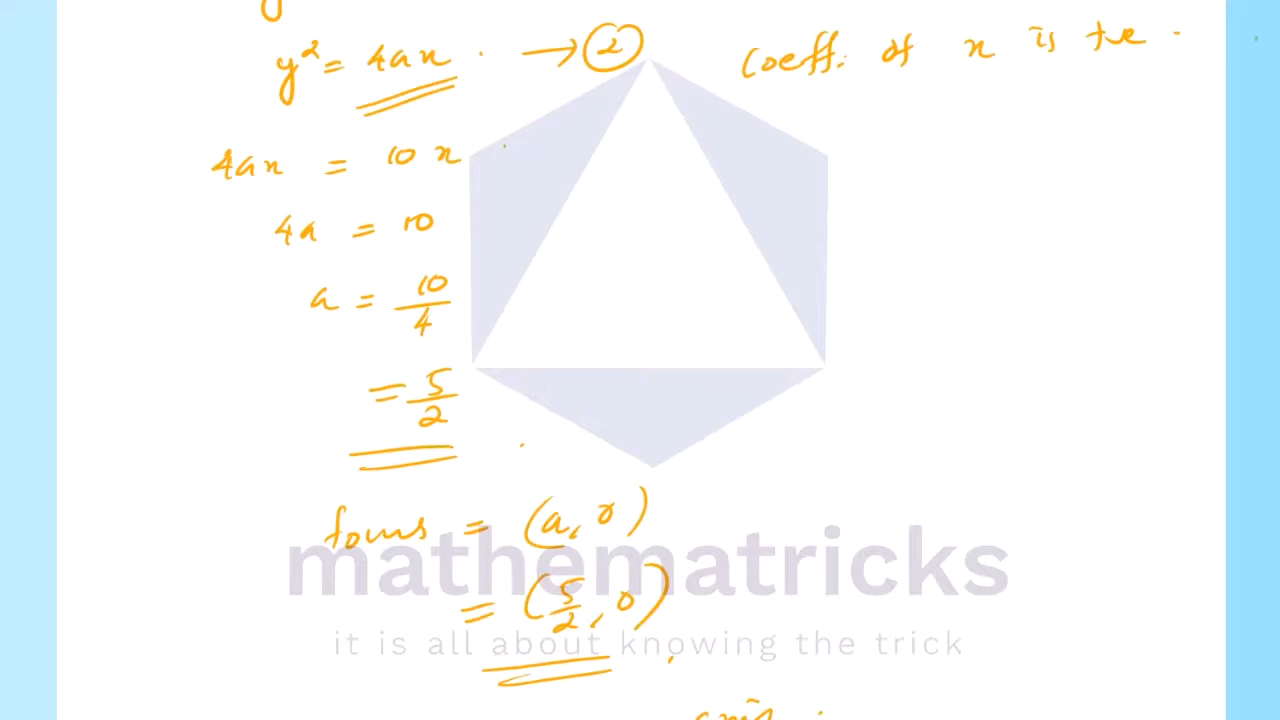 y² = 4ax . → ②
coeff. of x is +ve .
4ax = 10x
4a = 10
a = 10/4
= 5/2
focus = (a, 0)
= (5/2, 0)
mathematricks
it is all about knowing the trick